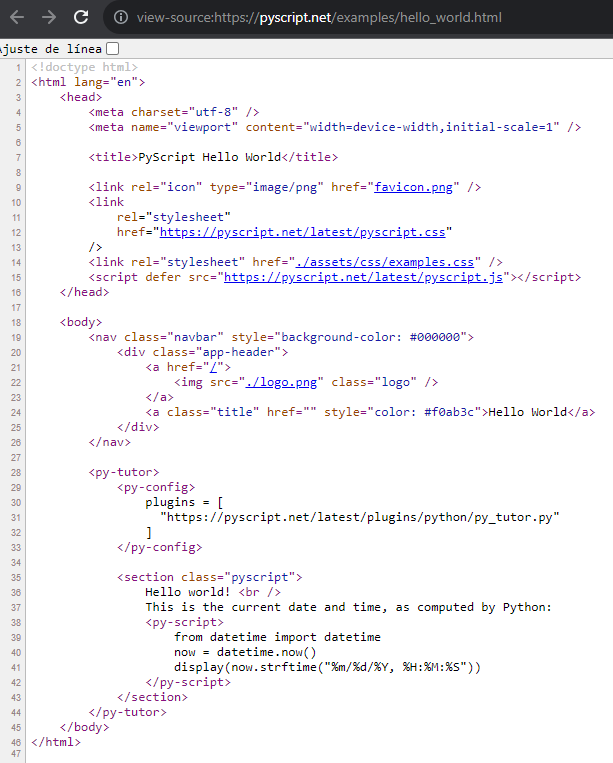 view-source:https://pyscript.net/examples/hello_world.html
Ajuste de línea
1 <!doctype html>
2 <html lang="en">
3 <head>
4 <meta charset="utf-8" />
5 <meta name="viewport" content="width=device-width,initial-scale=1" />
6
7 <title>PyScript Hello World</title>
8
9 <link rel="icon" type="image/png" href="favicon.png" />
10 <link
11 rel="stylesheet"
12 href="https://pyscript.net/latest/pyscript.css"
13 />
14 <link rel="stylesheet" href="./assets/css/examples.css" />
15 <script defer src="https://pyscript.net/latest/pyscript.js"></script>
16 </head>
17
18 <body>
19 <nav class="navbar" style="background-color: #000000">
20 <div class="app-header">
21 <a href="/">
22 <img src="./logo.png" class="logo" />
23 </a>
24 <a class="title" href="" style="color: #f0ab3c">Hello World</a>
25 </div>
26 </nav>
27
28 <py-tutor>
29 <py-config>
30 plugins = [
31 "https://pyscript.net/latest/plugins/python/py_tutor.py"
32 ]
33 </py-config>
34
35 <section class="pyscript">
36 Hello world! <br />
37 This is the current date and time, as computed by Python:
38 <py-script>
39 from datetime import datetime
40 now = datetime.now()
41 display(now.strftime("%m/%d/%Y, %H:%M:%S"))
42 </py-script>
43 </section>
44 </py-tutor>
45 </body>
46 </html>
47